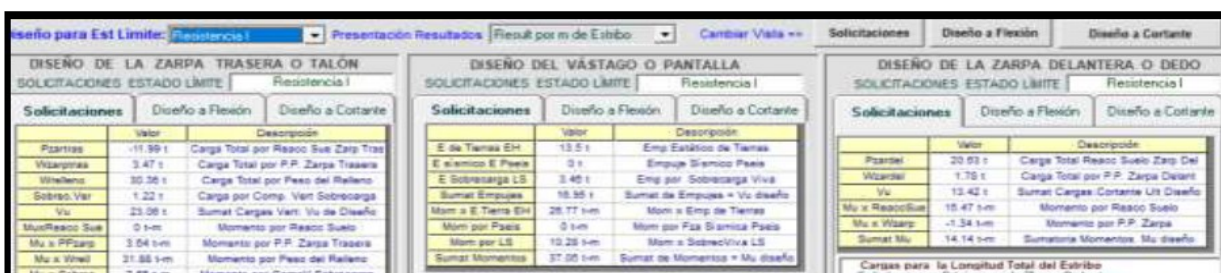 iseño para Est Límite: Resistencia I Presentación Resultados Result por m de Estribo Cambiar Vista Solicitaciones Diseño a Flexión Diseño a Cortante
DISEÑO DE LA ZARPA TRASERA O TALÓN
SOLICITACIONES ESTADO LÍMITE Resistencia I
Solicitaciones Diseño a Flexión Diseño a Cortante
Valor Descripción
Pzartras -11.99 t Carga Total por Reacc Sue Zarp Tras
Wzarptras 3.47 t Carga Total por P.P. Zarpa Trasera
Wrelleno 30.36 t Carga Total por Peso del Relleno
Sobrec.Ver 1.22 t Carga por Comp. Vert Sobrecarga
Vu 23.06 t Sumat Cargas Vert. Vu de Diseño
MuxReacc Sue 0 t-m Momento por Reacc Suelo
Mu x PPzarp 3.64 t-m Momento por P.P. Zarpa Trasera
Mu x Wrell 31.88 t-m Momento por Peso del Relleno
DISEÑO DEL VÁSTAGO O PANTALLA
SOLICITACIONES ESTADO LÍMITE Resistencia I
Solicitaciones Diseño a Flexión Diseño a Cortante
Valor Descripción
E de Tierras EH 13.5 t Emp Estático de Tierras
E sísmico E Pseis 0 t Empuje Sísmico Pseis
E Sobrecarga LS 3.46 t Emp por Sobrecarga Viva
Sumat Empujes 16.96 t Sumat de Empujes = Vu diseño
Mom x E.Tierra EH 26.77 t-m Mom x Emp de Tierras
Mom por Pseis 0 t-m Mom por Fza Sísmica Pseis
Mom por LS 10.28 t-m Mom x SobrecViva LS
Sumat Momentos 37.05 t-m Sumat de Momentos = Mu diseño
DISEÑO DE LA ZARPA DELANTERA O DEDO
SOLICITACIONES ESTADO LÍMITE Resistencia I
Solicitaciones Diseño a Flexión Diseño a Cortante
Valor Descripción
Pzardel 20.63 t Carga Total Reacc Suelo Zarp Del
Wzardel 1.78 t Carga Total por P.P. Zarpa Delant
Vu 13.42 t Sumat Cargas Cortante Ult Diseño
Mu x ReaccSue 15.47 t-m Momento por Reacc Suelo
Mu x Wzarp -1.34 t-m Momento por P.P. Zarpa
Sumat Mu 14.14 t-m Sumatoria Momentos. Mu diseño
Cargas para la Longitud Total del Estribo